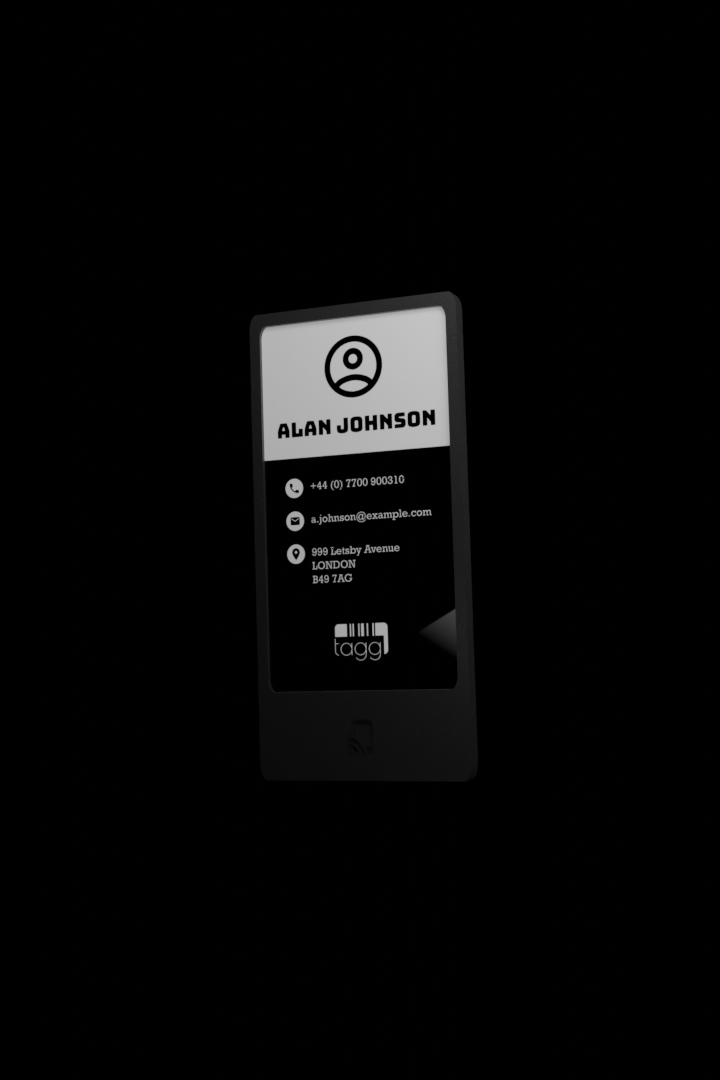 ALAN JOHNSON
+44 (0) 7700 900310
a.johnson@example.com
999 Letsby Avenue
LONDON
B49 7AG
tagg